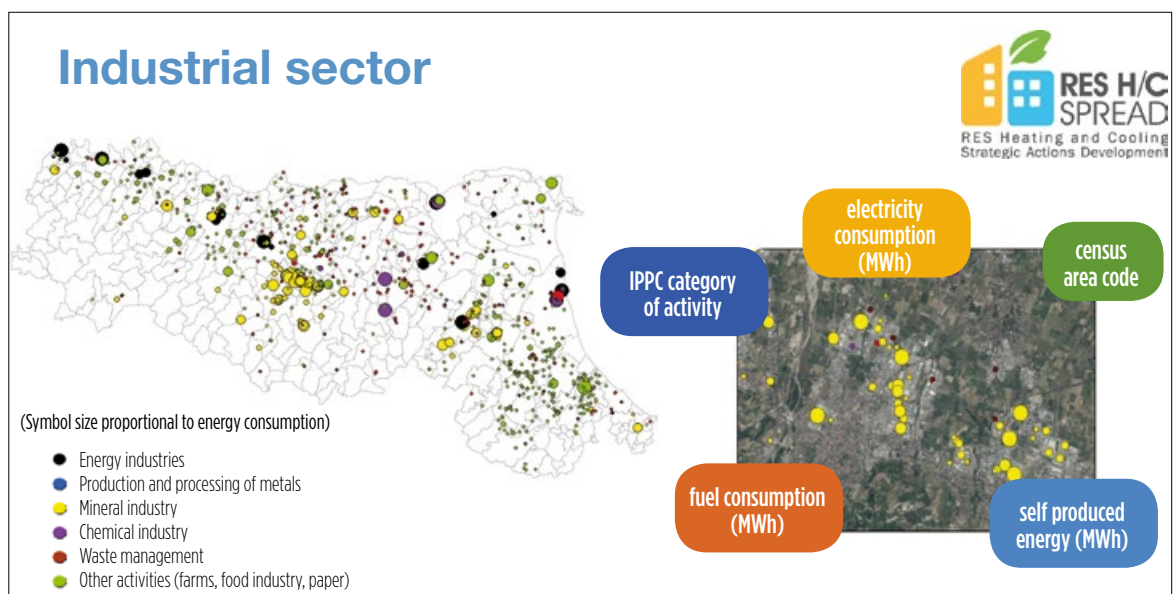 Industrial sector
RES H/C
SPREAD
RES Heating and Cooling
Strategic Actions Development
electricity
consumption
(MWh)
census
area code
IPPC category
of activity
(Symbol size proportional to energy consumption)
Energy industries
Production and processing of metals
Mineral industry
Chemical industry
Waste management
Other activities (farms, food industry, paper)
fuel consumption
(MWh)
self produced
energy (MWh)